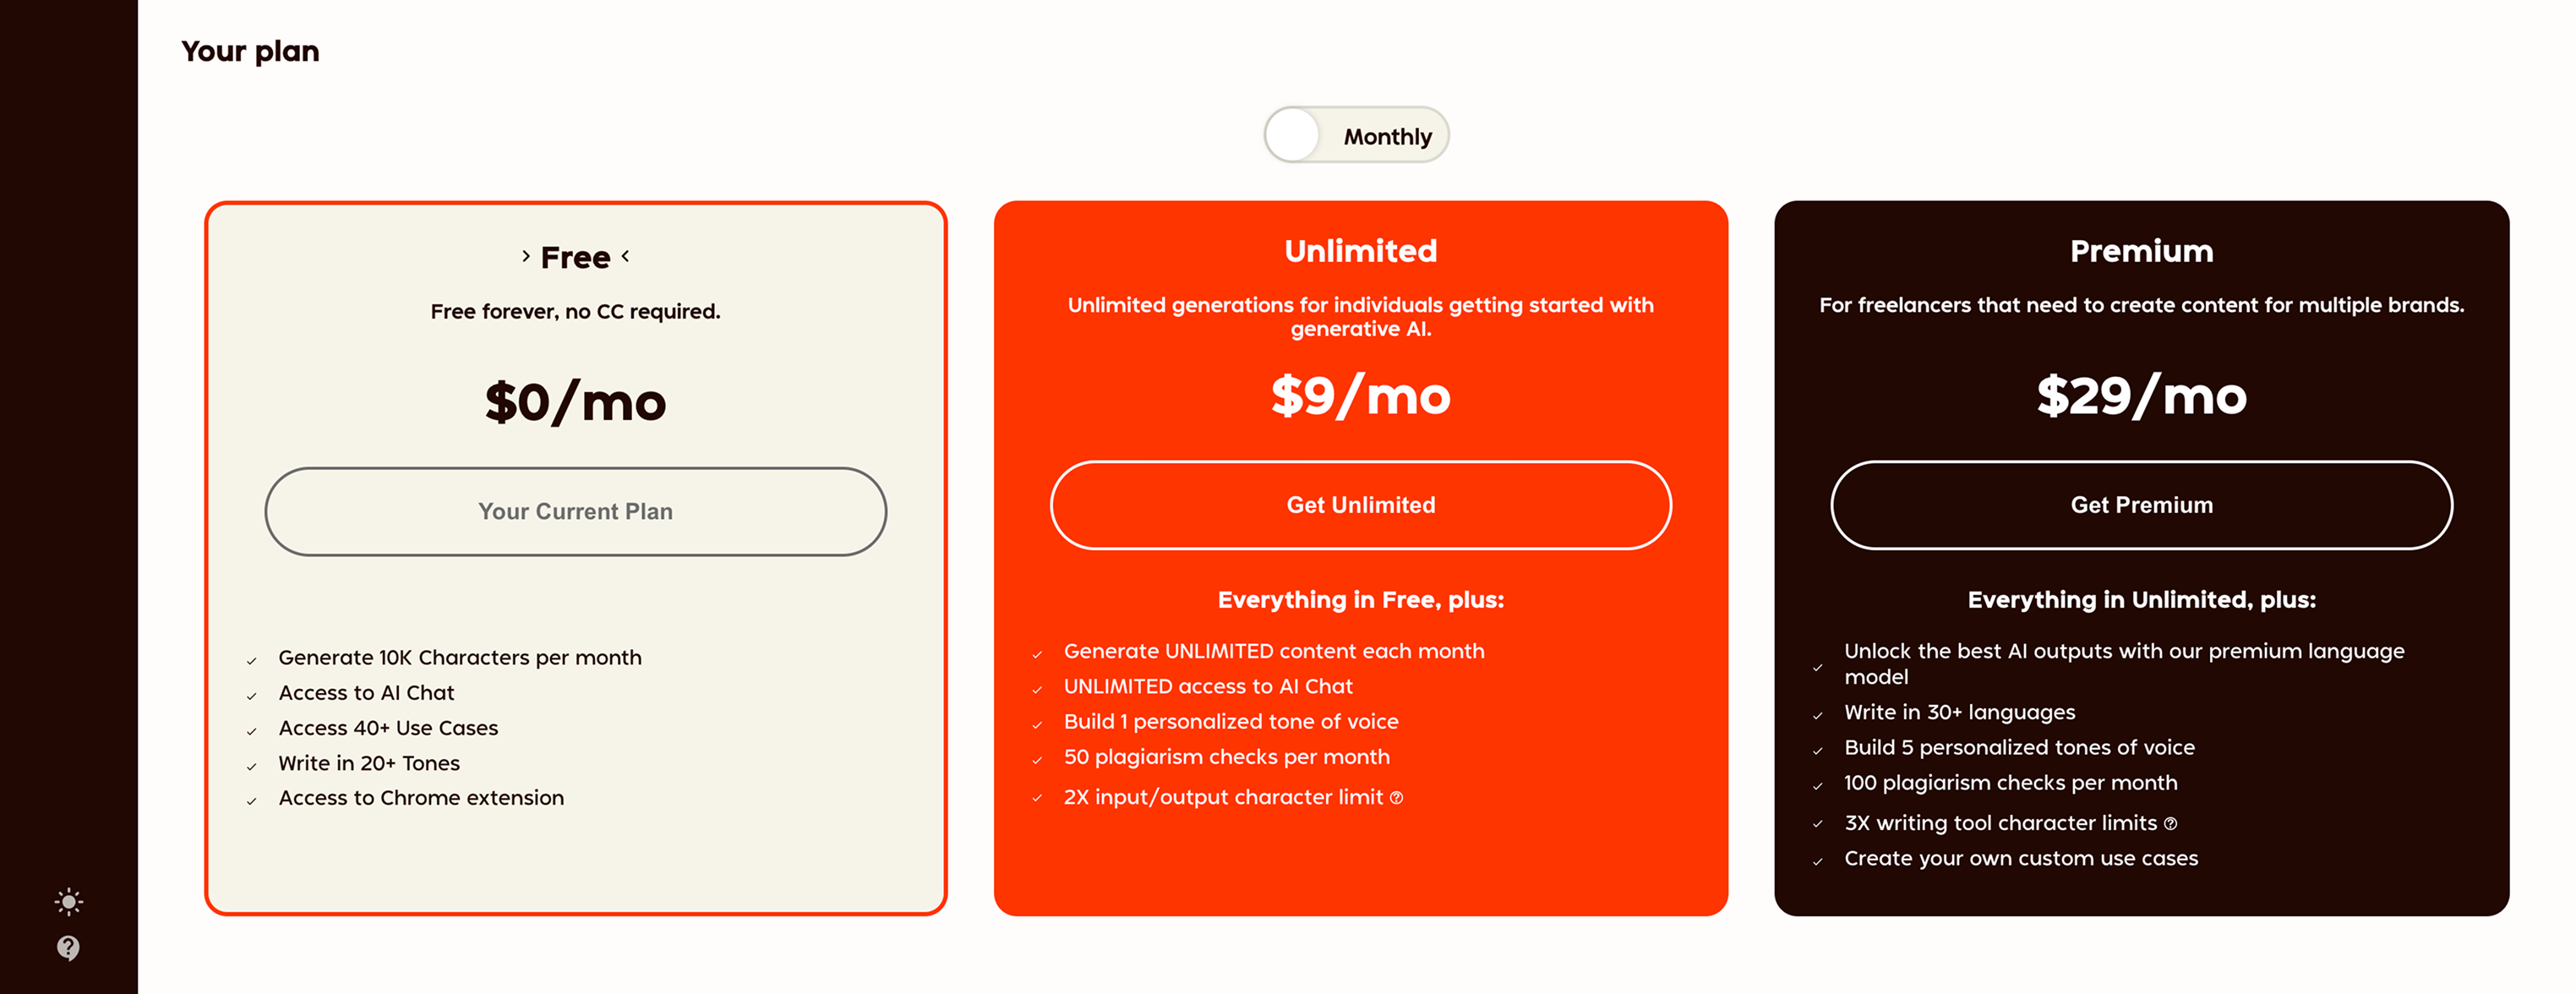 Your plan
Monthly
› Free ‹
Free forever, no CC required.
$0/mo
Your Current Plan
Generate 10K Characters per month
Access to AI Chat
Access 40+ Use Cases
Write in 20+ Tones
Access to Chrome extension
Unlimited
Unlimited generations for individuals getting started with
generative AI.
$9/mo
Get Unlimited
Everything in Free, plus:
Generate UNLIMITED content each month
UNLIMITED access to AI Chat
Build 1 personalized tone of voice
50 plagiarism checks per month
2X input/output character limit
Premium
For freelancers that need to create content for multiple brands.
$29/mo
Get Premium
Everything in Unlimited, plus:
Unlock the best AI outputs with our premium language
model
Write in 30+ languages
Build 5 personalized tones of voice
100 plagiarism checks per month
3X writing tool character limits
Create your own custom use cases